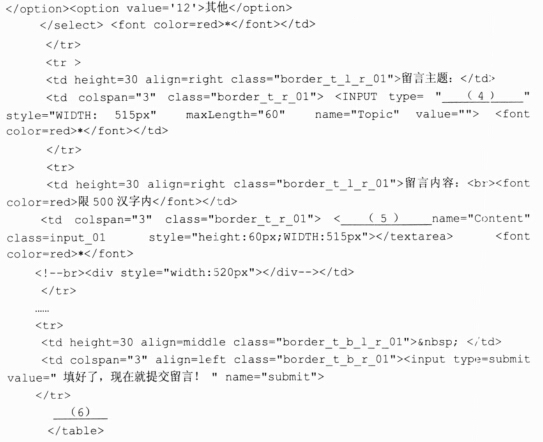 </option><option value='12'>其他</option>
</select> <font color=red>*</font></td>
</tr>
<tr >
<td height=30 align=right class="border_t_l_r_01">留言主题：</td>
<td colspan="3" class="border_t_r_01"> <INPUT type= "（4）"
style="WIDTH: 515px" maxLength="60" name="Topic" value=""> <font
color=red>*</font></td>
</tr>
<tr>
<td height=30 align=right class="border_t_l_r_01">留言内容：<br><font
color=red>限500汉字内</font></td>
<td colspan="3" class="border_t_r_01"> <（5）name="Content"
class=input_01 style="height:60px;WIDTH:515px"></textarea> <font
color=red>*</font>
<!--br><div style="width:520px"></div--></td>
</tr>
……
<tr>
<td height=30 align=middle class="border_t_b_l_r_01">&nbsp; </td>
<td colspan="3" align=left class="border_t_b_r_01"><input type=submit
value=" 填好了，现在就提交留言！ " name="submit">
</tr>
（6）
</table>